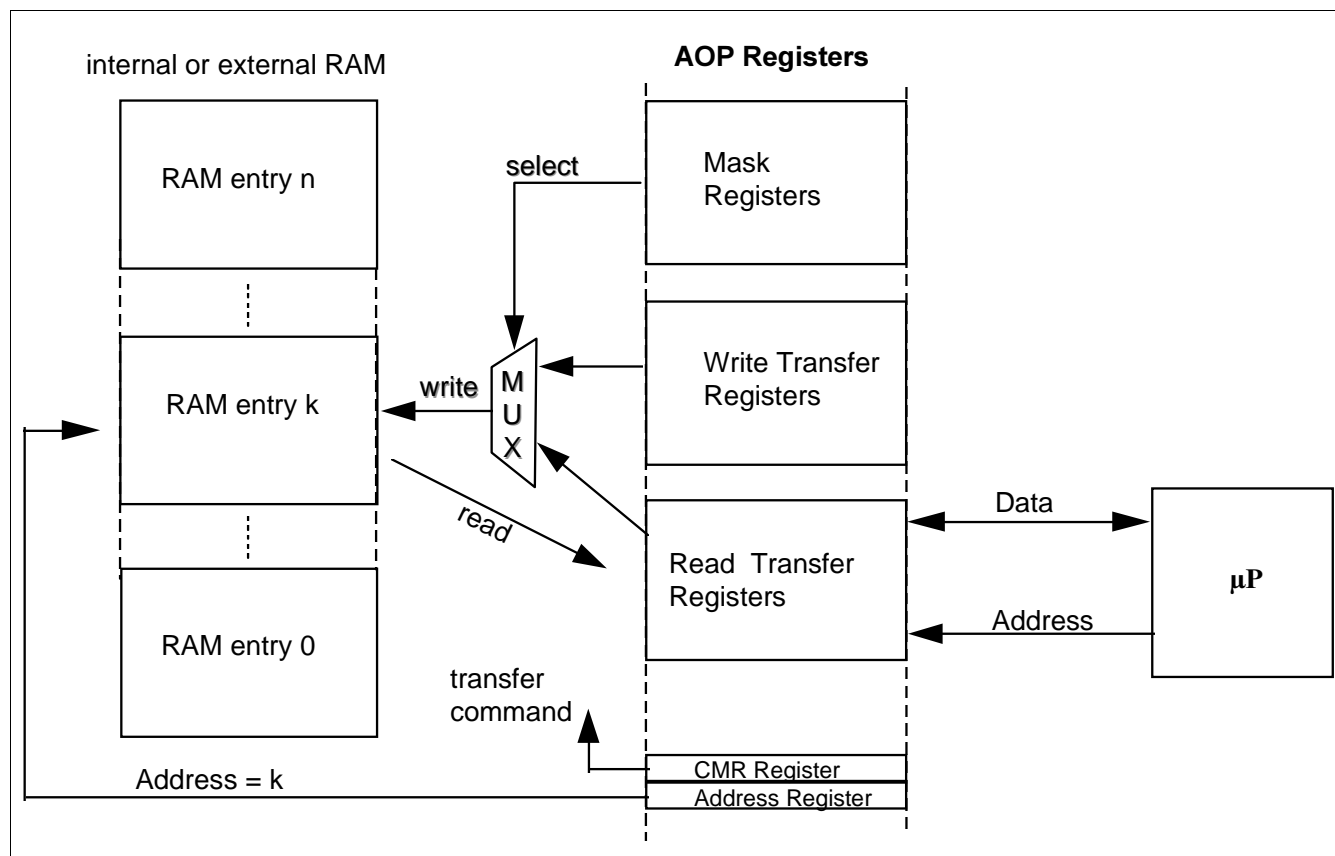 internal or external RAM
AOP Registers
RAM entry n
RAM entry k
RAM entry 0
select
write
M
U
X
read
Mask
Registers
Write Transfer
Registers
Read Transfer
Registers
Data
Address
µP
transfer
command
CMR Register
Address Register
Address = k